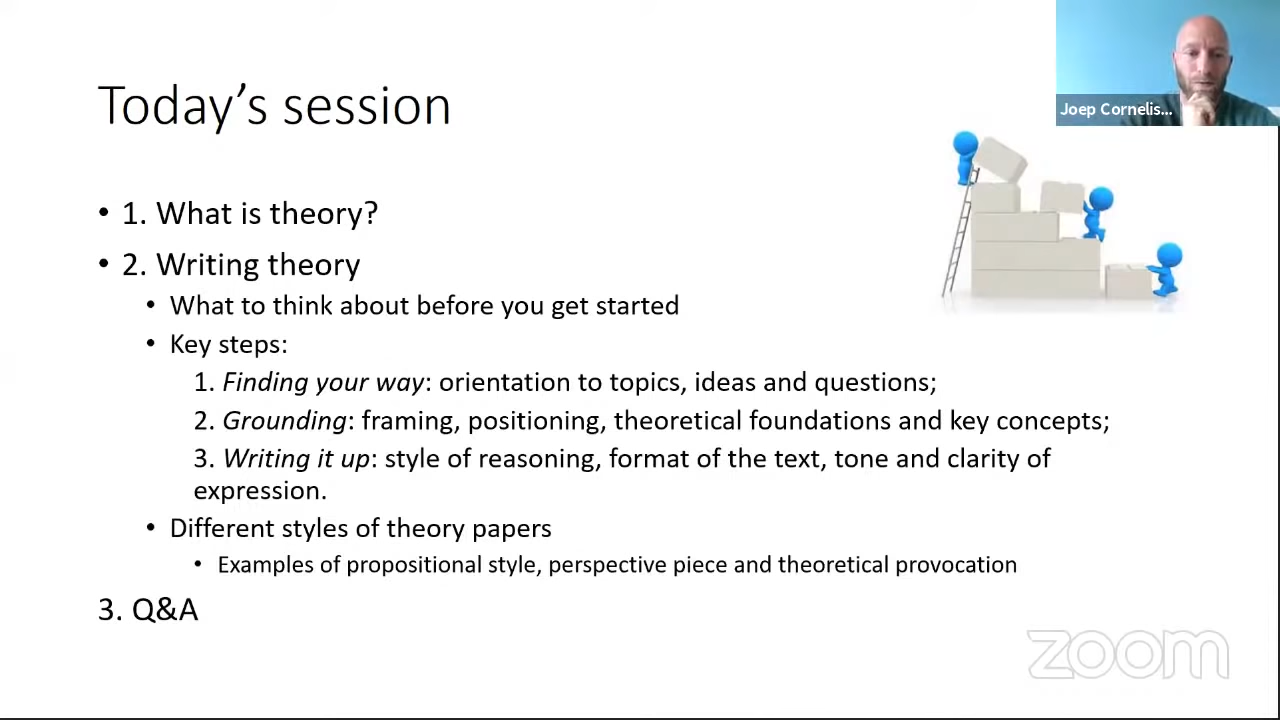 Joep Cornelis...
Today's session
• 1. What is theory?
• 2. Writing theory
• What to think about before you get started
• Key steps:
1. Finding your way: orientation to topics, ideas and questions;
2. Grounding: framing, positioning, theoretical foundations and key concepts;
3. Writing it up: style of reasoning, format of the text, tone and clarity of
expression.
• Different styles of theory papers
• Examples of propositional style, perspective piece and theoretical provocation
3. Q&A
zoom